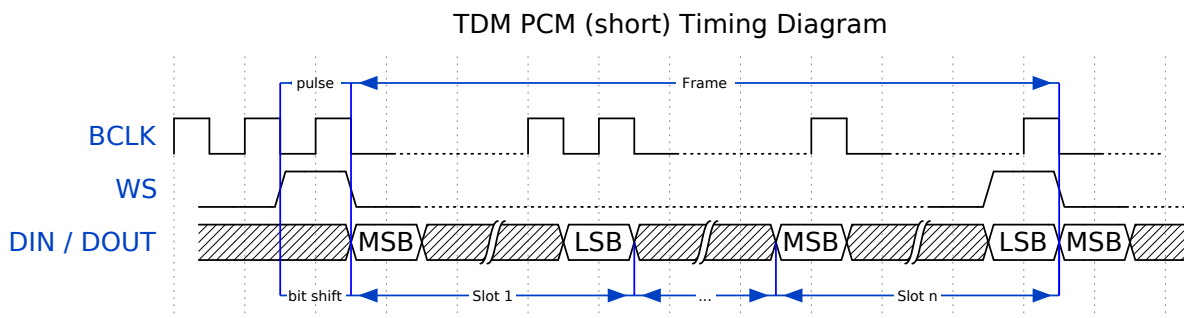 TDM PCM (short) Timing Diagram
pulse
Frame
BCLK
WS
DIN / DOUT
MSB
LSB
MSB
LSB
MSB
bit shift
Slot 1
...
Slot n